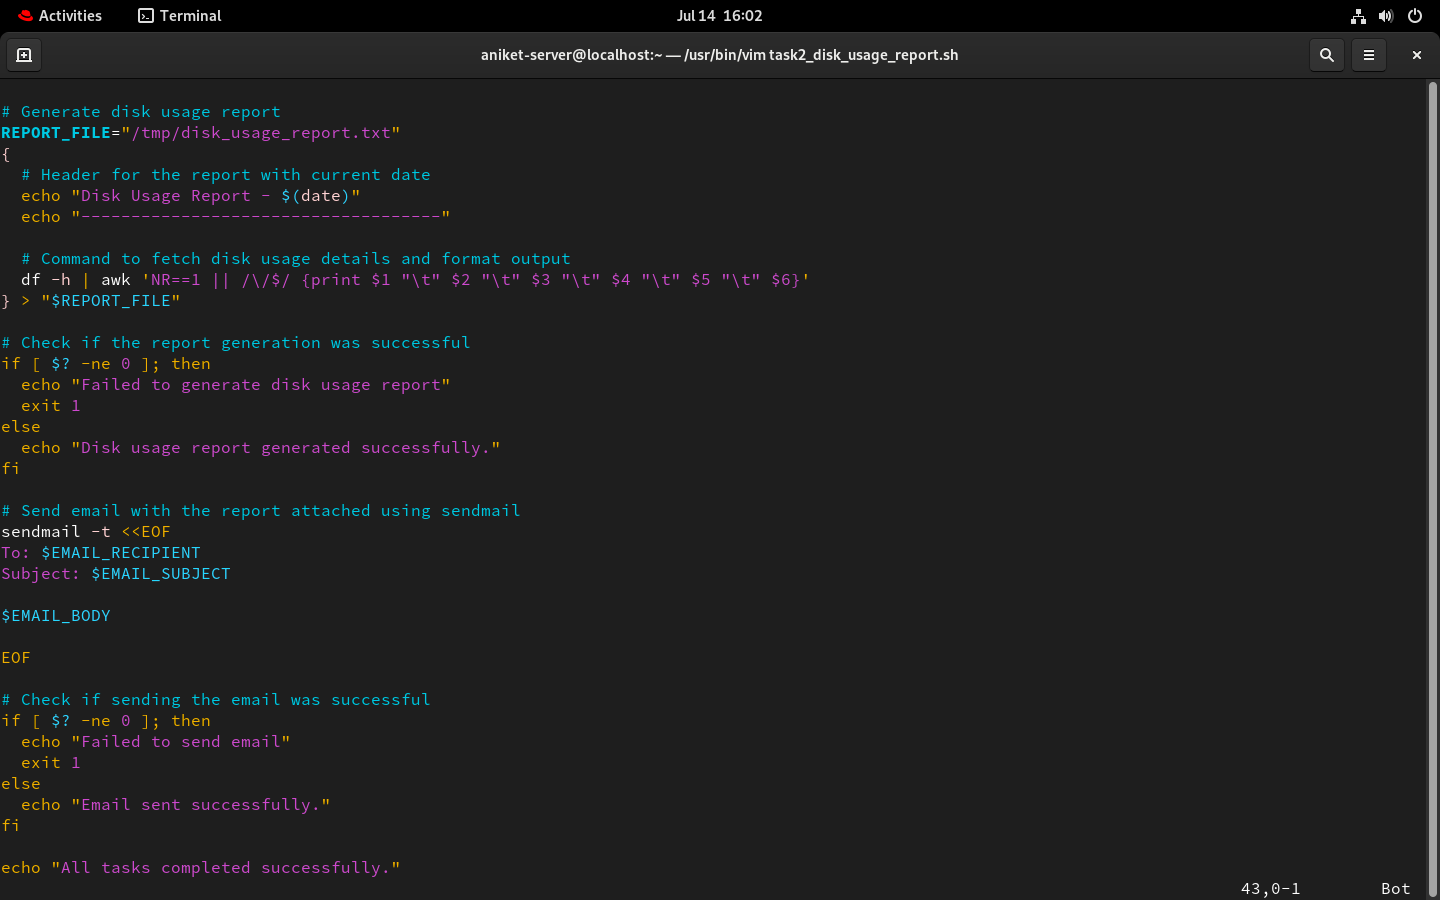 Activities Terminal Jul 14 16:02
aniket-server@localhost:~ — /usr/bin/vim task2_disk_usage_report.sh
# Generate disk usage report
REPORT_FILE="/tmp/disk_usage_report.txt"
{
  # Header for the report with current date
  echo "Disk Usage Report - $(date)"
  echo "------------------------------------"

  # Command to fetch disk usage details and format output
  df -h | awk 'NR==1 || /\/$/ {print $1 "\t" $2 "\t" $3 "\t" $4 "\t" $5 "\t" $6}'
} > "$REPORT_FILE"

# Check if the report generation was successful
if [ $? -ne 0 ]; then
  echo "Failed to generate disk usage report"
  exit 1
else
  echo "Disk usage report generated successfully."
fi

# Send email with the report attached using sendmail
sendmail -t <<EOF
To: $EMAIL_RECIPIENT
Subject: $EMAIL_SUBJECT

$EMAIL_BODY

EOF

# Check if sending the email was successful
if [ $? -ne 0 ]; then
  echo "Failed to send email"
  exit 1
else
  echo "Email sent successfully."
fi

echo "All tasks completed successfully."
43,0-1 Bot